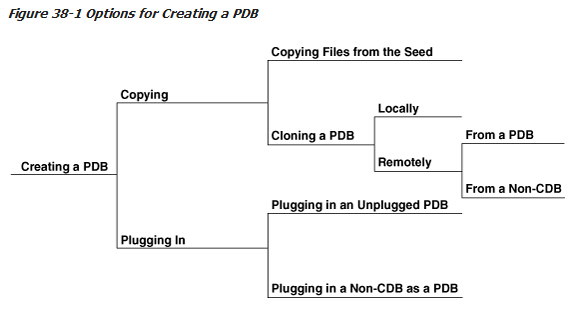 Figure 38-1 Options for Creating a PDB
Copying Files from the Seed
Copying
Locally
Cloning a PDB
From a PDB
Creating a PDB
Remotely
From a Non-CDB
Plugging in an Unplugged PDB
Plugging In
Plugging in a Non-CDB as a PDB